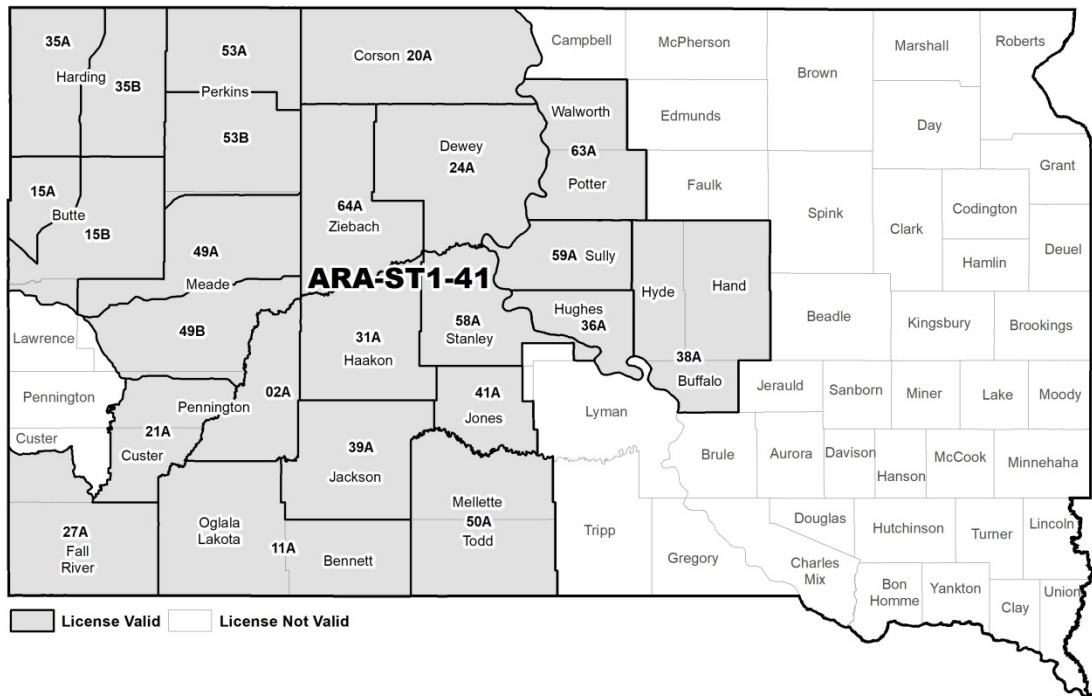 35A
53A
Corson 20A
Campbell
McPherson
Brown
Marshall
Roberts
Harding
35B
Perkins
Walworth
Edmunds
Day
53B
Dewey
24A
63A
Potter
Faulk
Grant
15A
Butte
15B
64A
Ziebach
Spink
Clark
Codington
Deuel
49A
Meade
59A Sully
Hyde
Hand
Hamlin
ARA-ST1-41
Hughes
36A
Beadle
Kingsbury
Brookings
Lawrence
49B
31A
Haakon
58A
Stanley
38A
Buffalo
Jerauld
Sanborn
Miner
Lake
Moody
Pennington
Pennington
02A
41A
Jones
Lyman
Custer
21A
Custer
39A
Jackson
Brule
Aurora
Davison
Hanson
McCook
Minnehaha
Mellette
50A
Todd
27A
Fall
River
Oglala
Lakota
11A
Bennett
Tripp
Gregory
Douglas
Charles
Mix
Hutchinson
Turner
Lincoln
Bon
Homme
Yankton
Clay
Union
License Valid
License Not Valid